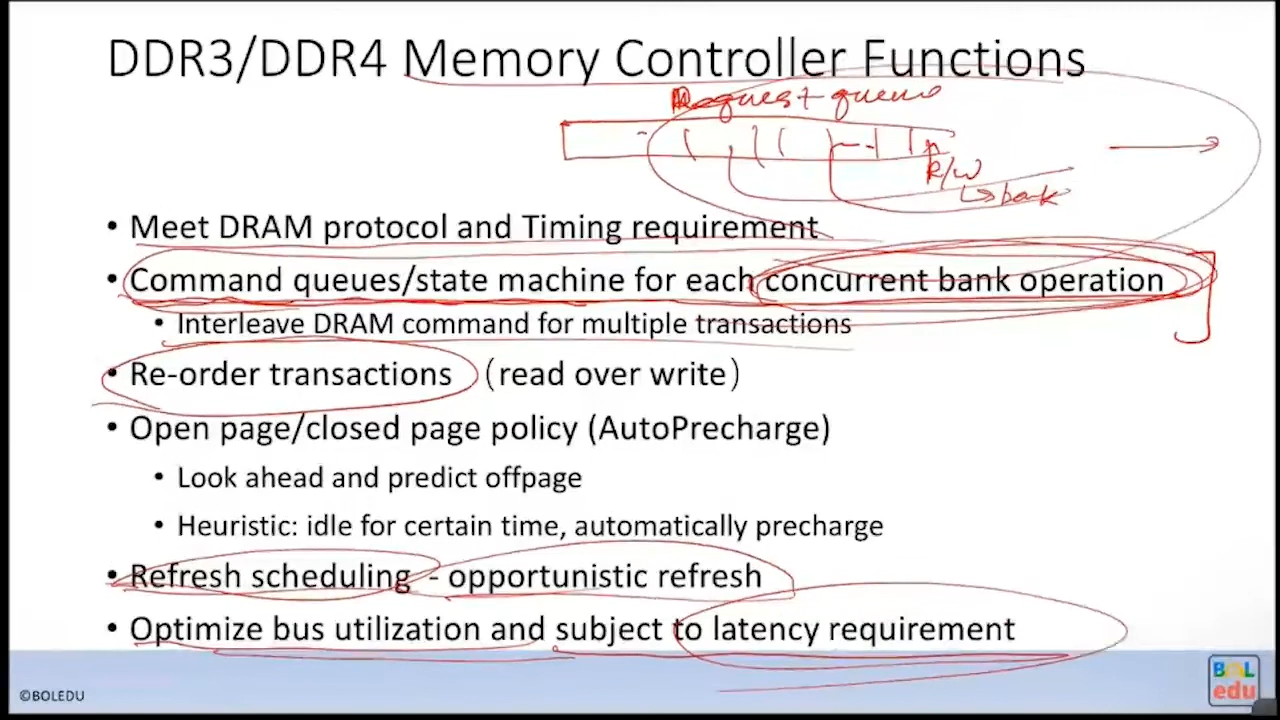 DDR3/DDR4 Memory Controller Functions
Request queue
R/W
↳ bank
• Meet DRAM protocol and Timing requirement
• Command queues/state machine for each concurrent bank operation
• Interleave DRAM command for multiple transactions
• Re-order transactions (read over write)
• Open page/closed page policy (AutoPrecharge)
• Look ahead and predict offpage
• Heuristic: idle for certain time, automatically precharge
• Refresh scheduling - opportunistic refresh
• Optimize bus utilization and subject to latency requirement
©BOLEDU
BOL
edu